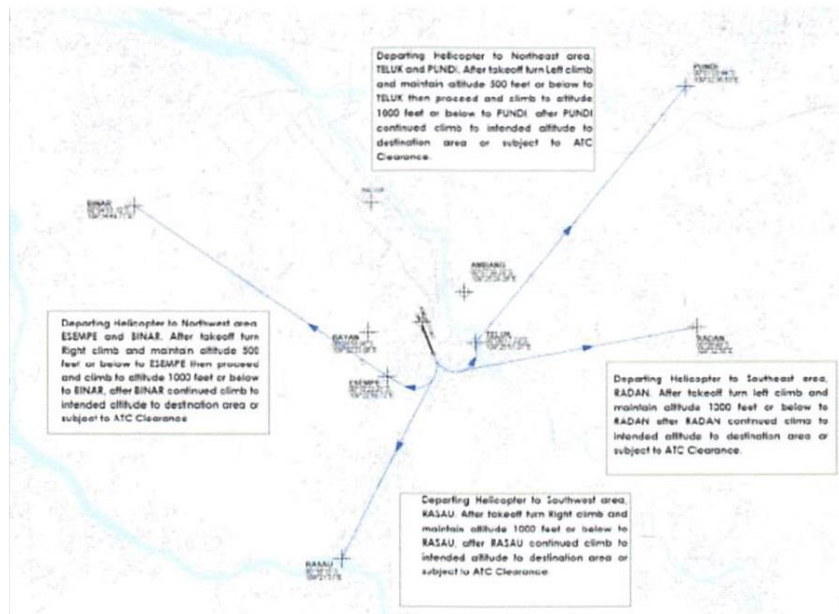 Departing Helicopter to Northeast area,
TELUK and PUNDI. After takeoff turn Left climb
and maintain altitude 500 feet or below to
TELUK then proceed and climb to altitude
1000 feet or below to PUNDI, after PUNDI
continued climb to intended altitude to
destination area or subject to ATC
Clearance.
PUNDI
BINAR
AMBANG
Departing Helicopter to Northwest area,
ESEMPE and BINAR. After takeoff turn
Right climb and maintain altitude 500
feet or below to ESEMPE then proceed
and climb to altitude 1000 feet or below
to BINAR, after BINAR continued climb to
intended altitude to destination area or
subject to ATC Clearance
KAYAN
TELUK
RADAN
ESEMPE
Departing Helicopter to Southeast area,
RADAN. After takeoff turn left climb and
maintain altitude 1000 feet or below to
RADAN after RADAN continued climb to
intended altitude to destination area or
subject to ATC Clearance.
Departing Helicopter to Southwest area,
RASAU. After takeoff turn Right climb and
maintain altitude 1000 feet or below to
RASAU, after RASAU continued climb to
intended altitude to destination area or
subject to ATC Clearance
RASAU